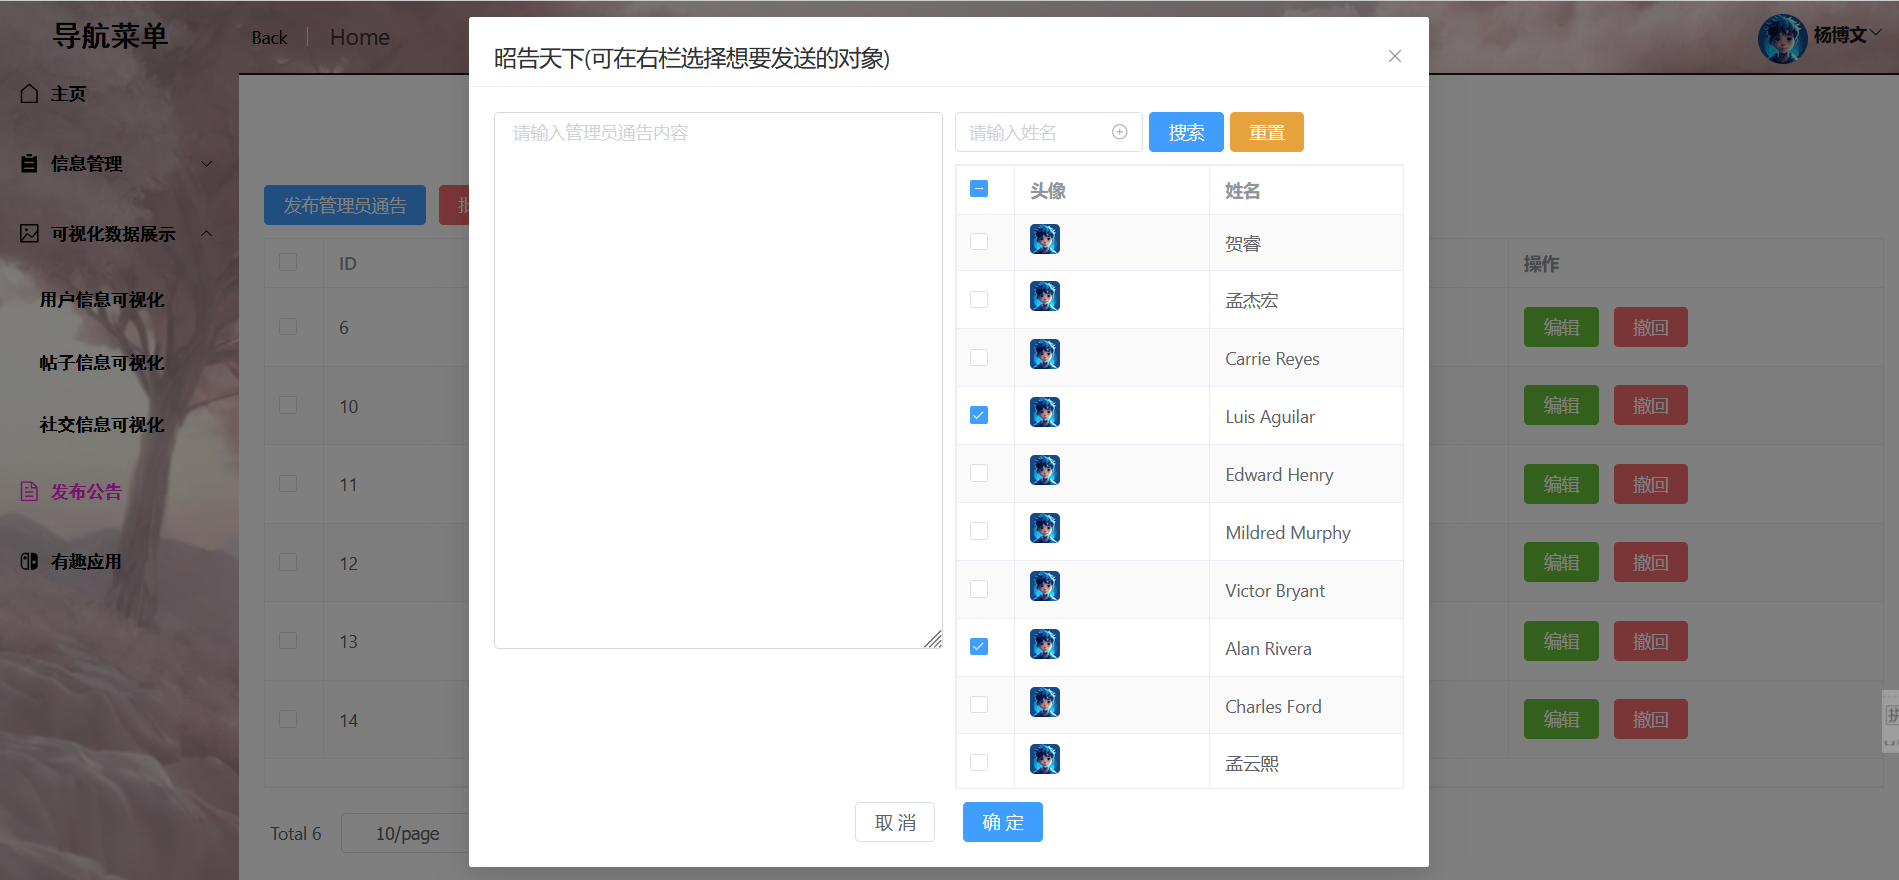 导航菜单
Back
Home
杨博文
主页
信息管理
可视化数据展示
用户信息可视化
帖子信息可视化
社交信息可视化
发布公告
有趣应用
发布管理员通告
ID
操作
6
编辑 撤回
10
编辑 撤回
11
编辑 撤回
12
编辑 撤回
13
编辑 撤回
14
编辑 撤回
Total 6
10/page
昭告天下(可在右栏选择想要发送的对象)
请输入管理员通告内容
请输入姓名
搜索
重置
头像 姓名
贺睿
孟杰宏
Carrie Reyes
Luis Aguilar
Edward Henry
Mildred Murphy
Victor Bryant
Alan Rivera
Charles Ford
孟云熙
取 消
确 定